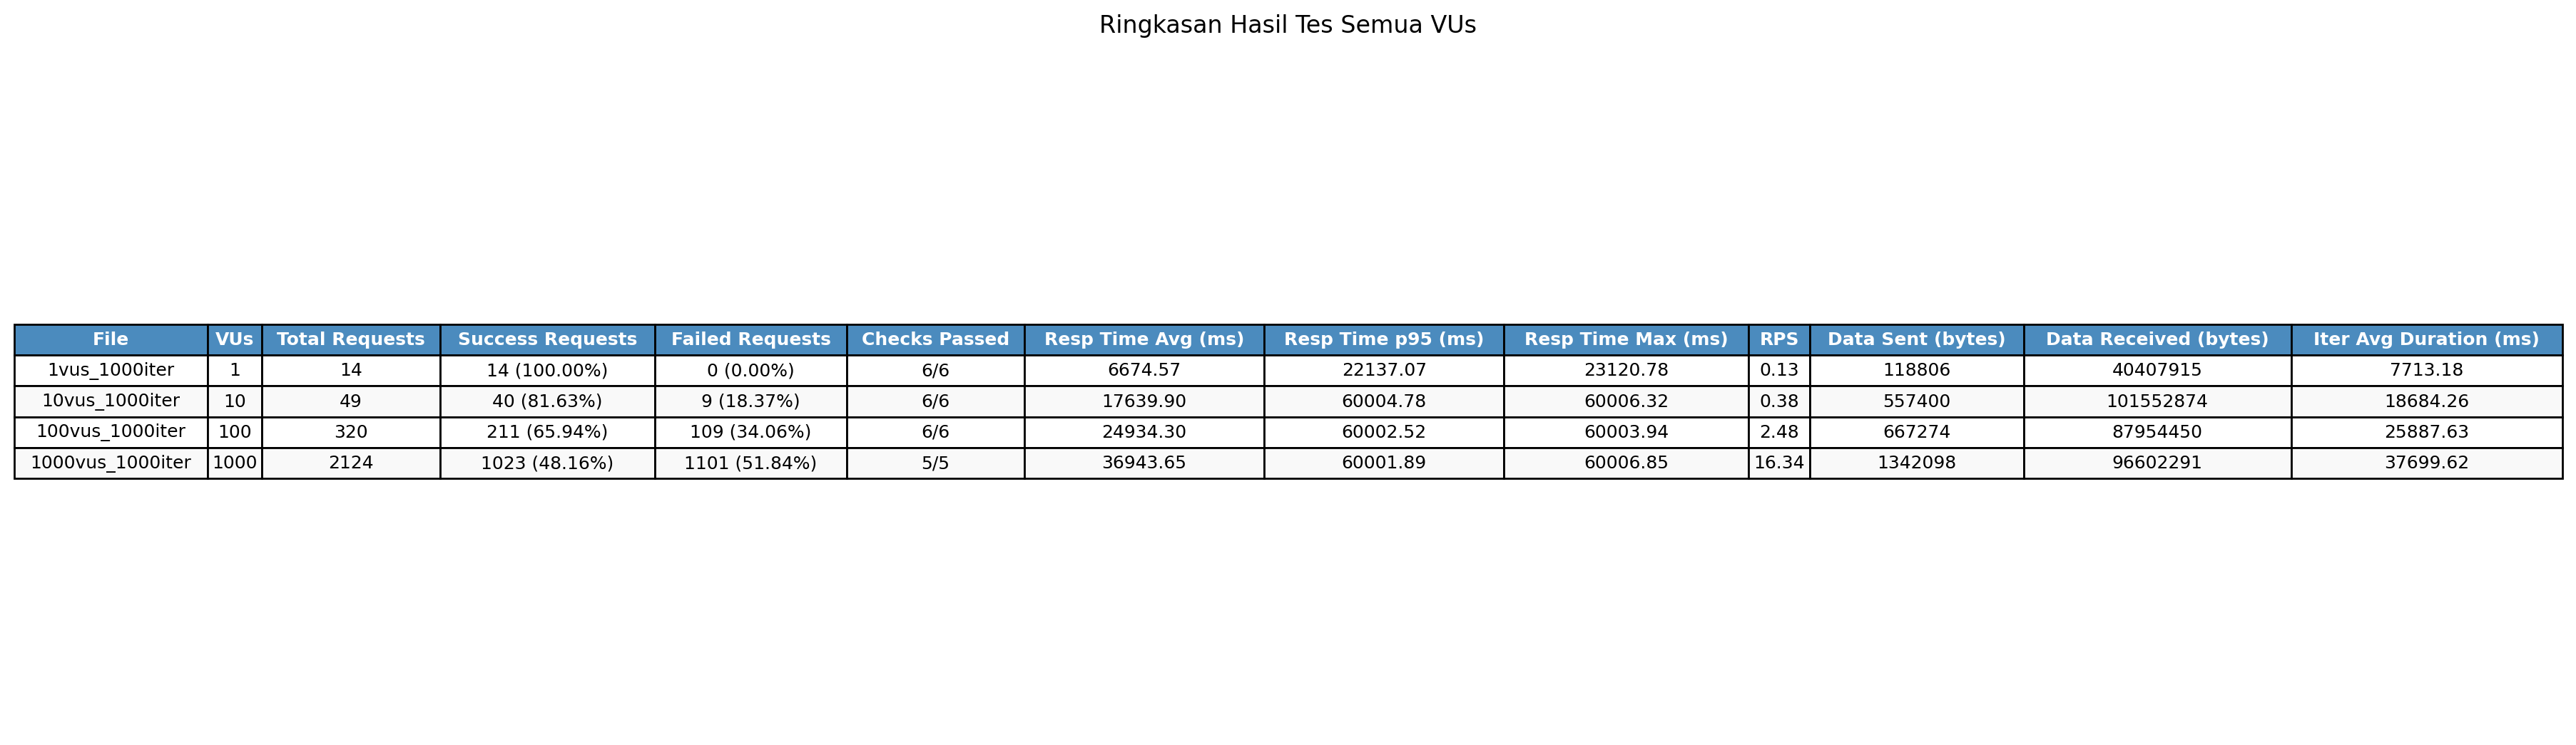 Ringkasan Hasil Tes Semua VUs
File VUs Total Requests Success Requests Failed Requests Checks Passed Resp Time Avg (ms) Resp Time p95 (ms) Resp Time Max (ms) RPS Data Sent (bytes) Data Received (bytes) Iter Avg Duration (ms)
1vus_1000iter 1 14 14 (100.00%) 0 (0.00%) 6/6 6674.57 22137.07 23120.78 0.13 118806 40407915 7713.18
10vus_1000iter 10 49 40 (81.63%) 9 (18.37%) 6/6 17639.90 60004.78 60006.32 0.38 557400 101552874 18684.26
100vus_1000iter 100 320 211 (65.94%) 109 (34.06%) 6/6 24934.30 60002.52 60003.94 2.48 667274 87954450 25887.63
1000vus_1000iter 1000 2124 1023 (48.16%) 1101 (51.84%) 5/5 36943.65 60001.89 60006.85 16.34 1342098 96602291 37699.62